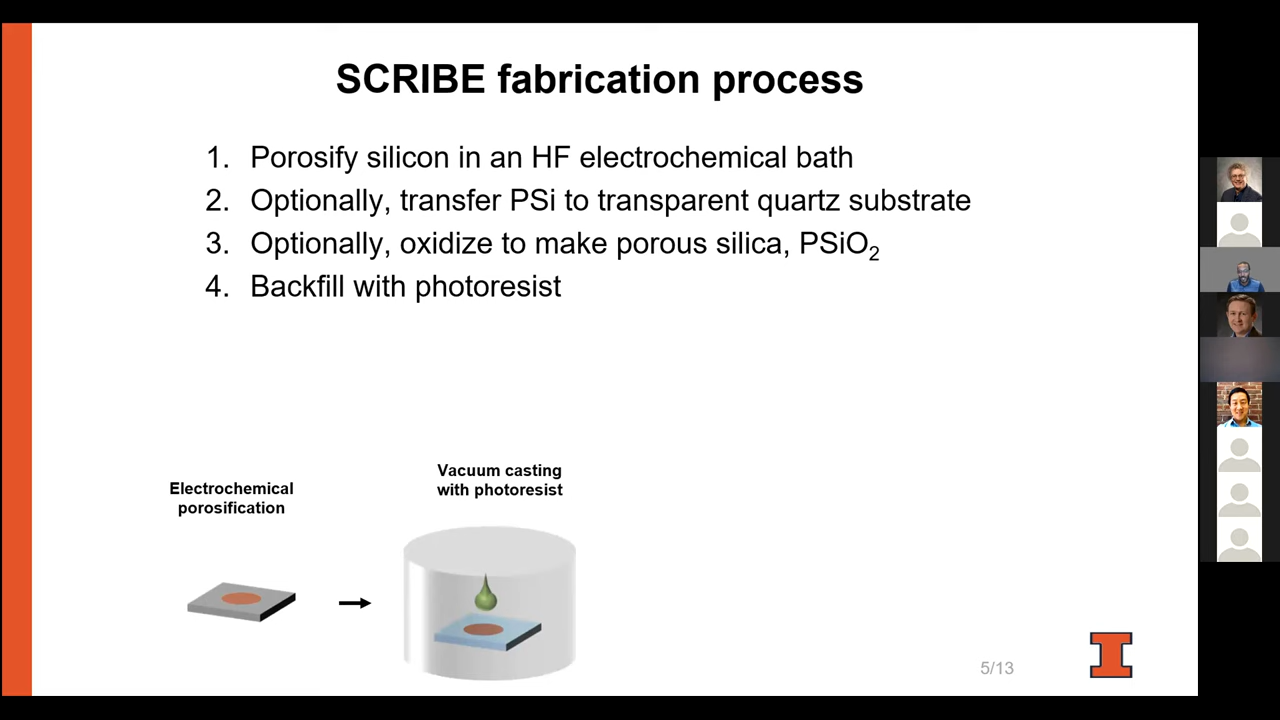 SCRIBE fabrication process
1. Porosify silicon in an HF electrochemical bath
2. Optionally, transfer PSi to transparent quartz substrate
3. Optionally, oxidize to make porous silica, PSiO₂
4. Backfill with photoresist
Electrochemical
porosification
Vacuum casting
with photoresist
5/13
I